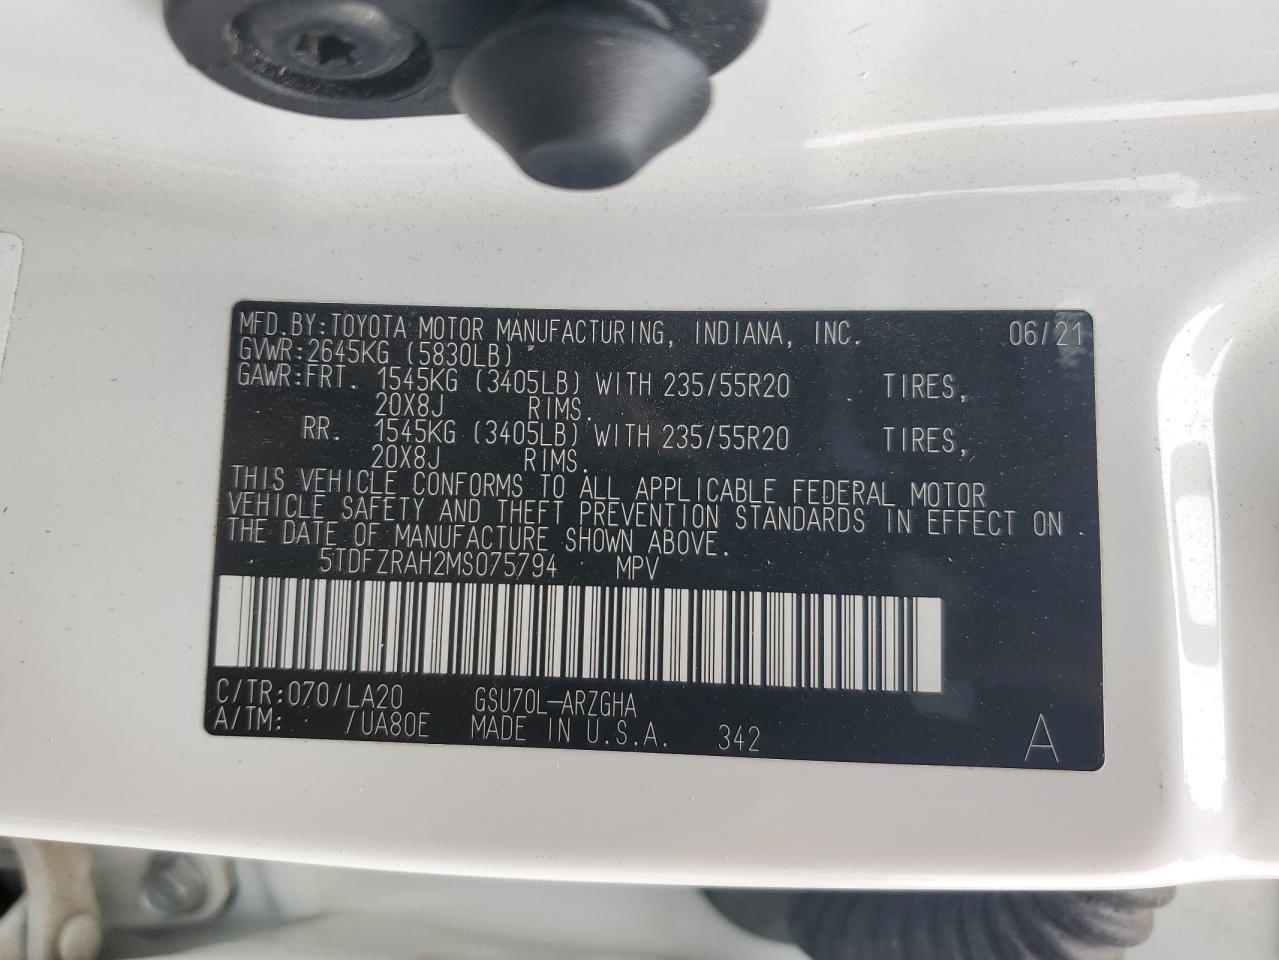 MFD.BY:TOYOTA MOTOR MANUFACTURING, INDIANA, INC. 06/21
GVWR:2645KG (5830LB)
GAWR:FRT. 1545KG (3405LB) WITH 235/55R20 TIRES,
20X8J RIMS.
RR. 1545KG (3405LB) WITH 235/55R20 TIRES,
20X8J RIMS.
THIS VEHICLE CONFORMS TO ALL APPLICABLE FEDERAL MOTOR
VEHICLE SAFETY AND THEFT PREVENTION STANDARDS IN EFFECT ON
THE DATE OF MANUFACTURE SHOWN ABOVE.
5TDFZRAH2MS075794 MPV
C/TR:070/LA20 GSU70L-ARZGHA
A/TM: /UA80E MADE IN U.S.A. 342 A